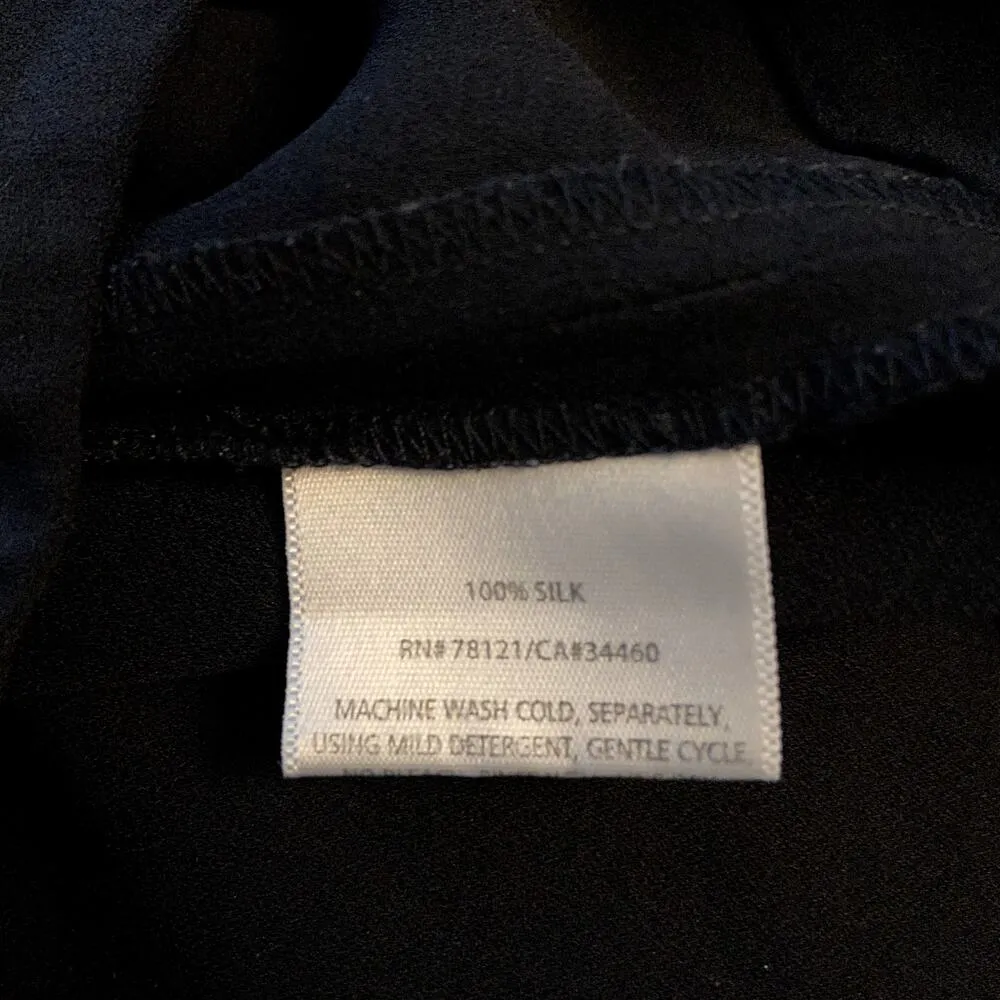 100% SILK
RN# 78121/CA#34460
MACHINE WASH COLD, SEPARATELY,
USING MILD DETERGENT, GENTLE CYCLE